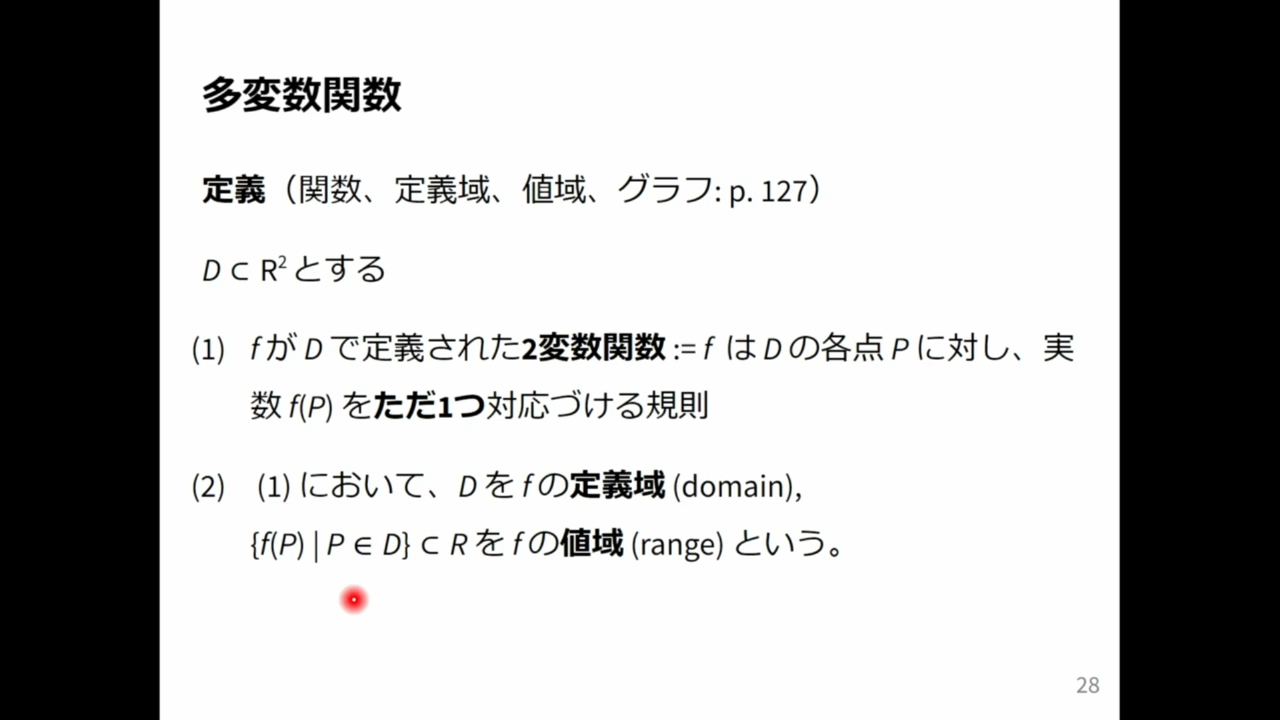 多変数関数
定義（関数、定義域、値域、グラフ: p. 127）
D ⊂ R² とする
(1) f が D で定義された2変数関数 := f は D の各点 P に対し、実
数 f(P) をただ1つ対応づける規則
(2) (1) において、D を f の定義域 (domain),
{f(P) | P ∈ D} ⊂ R を f の値域 (range) という。
28